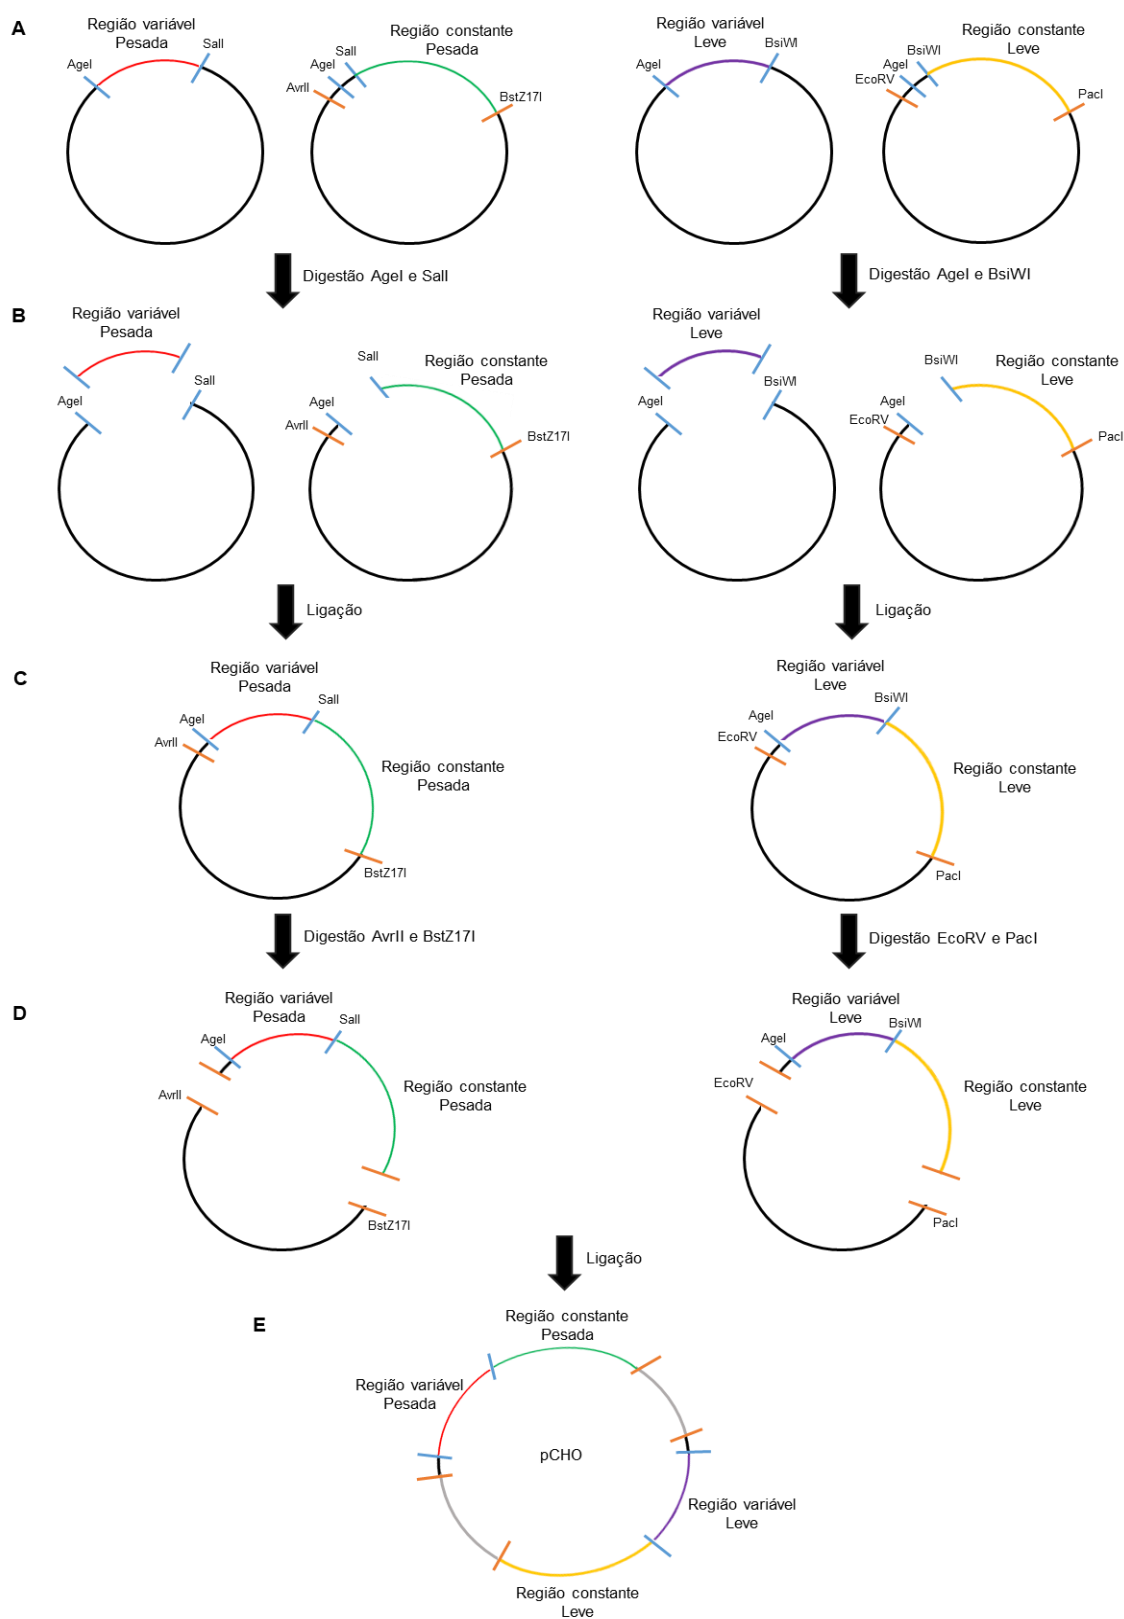 A
Região variável
Pesada
AgeI
SalI
Região constante
Pesada
SalI
AgeI
AvrII
BstZ17I
Região variável
Leve
AgeI
BsiWI
Região constante
Leve
BsiWI
AgeI
EcoRV
PacI
Digestão AgeI e SalI
Digestão AgeI e BsiWI
B
Região variável
Pesada
SalI
AgeI
SalI
Região constante
Pesada
AgeI
AvrII
BstZ17I
Região variável
Leve
BsiWI
AgeI
BsiWI
Região constante
Leve
AgeI
EcoRV
PacI
Ligação
Ligação
C
Região variável
Pesada
SalI
AgeI
AvrII
Região constante
Pesada
BstZ17I
Região variável
Leve
BsiWI
AgeI
EcoRV
Região constante
Leve
PacI
Digestão AvrII e BstZ17I
Digestão EcoRV e PacI
D
Região variável
Pesada
SalI
AgeI
AvrII
Região constante
Pesada
BstZ17I
Região variável
Leve
BsiWI
AgeI
EcoRV
Região constante
Leve
PacI
Ligação
E
Região constante
Pesada
Região variável
Pesada
pCHO
Região variável
Leve
Região constante
Leve